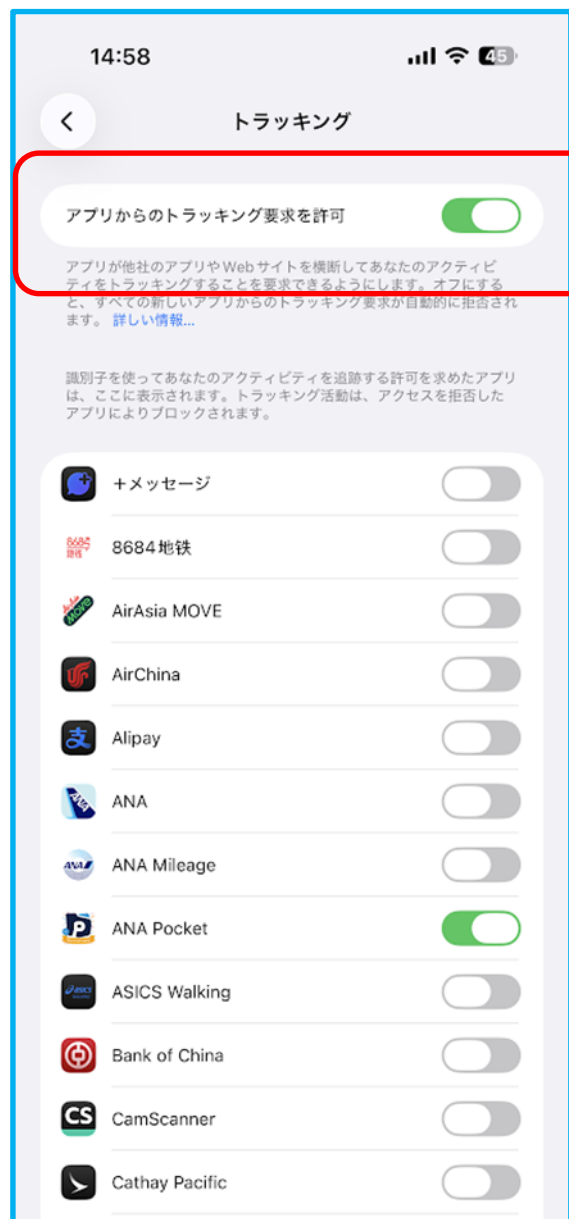 14:58
45
トラッキング
アプリからのトラッキング要求を許可
アプリが他社のアプリやWebサイトを横断してあなたのアクティビ
ティをトラッキングすることを要求できるようにします。オフにする
と、すべての新しいアプリからのトラッキング要求が自動的に拒否され
ます。 詳しい情報...
識別子を使ってあなたのアクティビティを追跡する許可を求めたアプリ
は、ここに表示されます。トラッキング活動は、アクセスを拒否した
アプリによりブロックされます。
+メッセージ
8684地铁
AirAsia MOVE
AirChina
Alipay
ANA
ANA Mileage
ANA Pocket
ASICS Walking
Bank of China
CS
CamScanner
Cathay Pacific